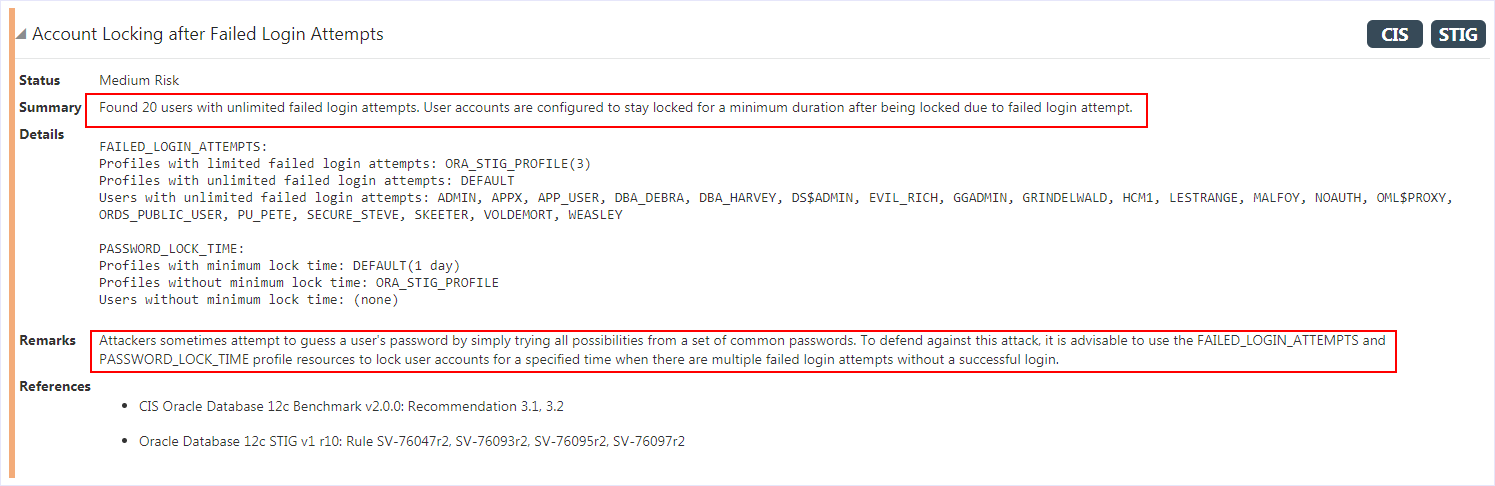 Account Locking after Failed Login Attempts
CIS STIG
Status Medium Risk
Summary Found 20 users with unlimited failed login attempts. User accounts are configured to stay locked for a minimum duration after being locked due to failed login attempt.
Details
FAILED_LOGIN_ATTEMPTS:
Profiles with limited failed login attempts: ORA_STIG_PROFILE(3)
Profiles with unlimited failed login attempts: DEFAULT
Users with unlimited failed login attempts: ADMIN, APPX, APP_USER, DBA_DEBRA, DBA_HARVEY, DS$ADMIN, EVIL_RICH, GGADMIN, GRINDELWALD, HCM1, LESTRANGE, MALFOY, NOAUTH, OML$PROXY,
ORDS_PUBLIC_USER, PU_PETE, SECURE_STEVE, SKEETER, VOLDEMORT, WEASLEY
PASSWORD_LOCK_TIME:
Profiles with minimum lock time: DEFAULT(1 day)
Profiles without minimum lock time: ORA_STIG_PROFILE
Users without minimum lock time: (none)
Remarks Attackers sometimes attempt to guess a user's password by simply trying all possibilities from a set of common passwords. To defend against this attack, it is advisable to use the FAILED_LOGIN_ATTEMPTS and
PASSWORD_LOCK_TIME profile resources to lock user accounts for a specified time when there are multiple failed login attempts without a successful login.
References
• CIS Oracle Database 12c Benchmark v2.0.0: Recommendation 3.1, 3.2
• Oracle Database 12c STIG v1 r10: Rule SV-76047r2, SV-76093r2, SV-76095r2, SV-76097r2